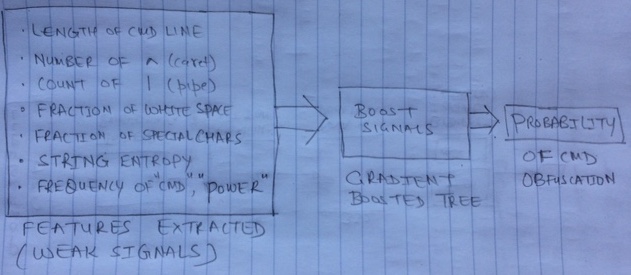 · LENGTH OF CMD LINE
· NUMBER OF ^ (caret)
· COUNT OF | (pipe)
· FRACTION OF WHITE SPACE
· FRACTION OF SPECIAL CHARS
· STRING ENTROPY
· FREQUENCY OF "CMD", "POWER"
FEATURES EXTRACTED
(WEAK SIGNALS)
BOOST
SIGNALS
GRADIENT
BOOSTED TREE
PROBABILITY
OF CMD
OBFUSCATION